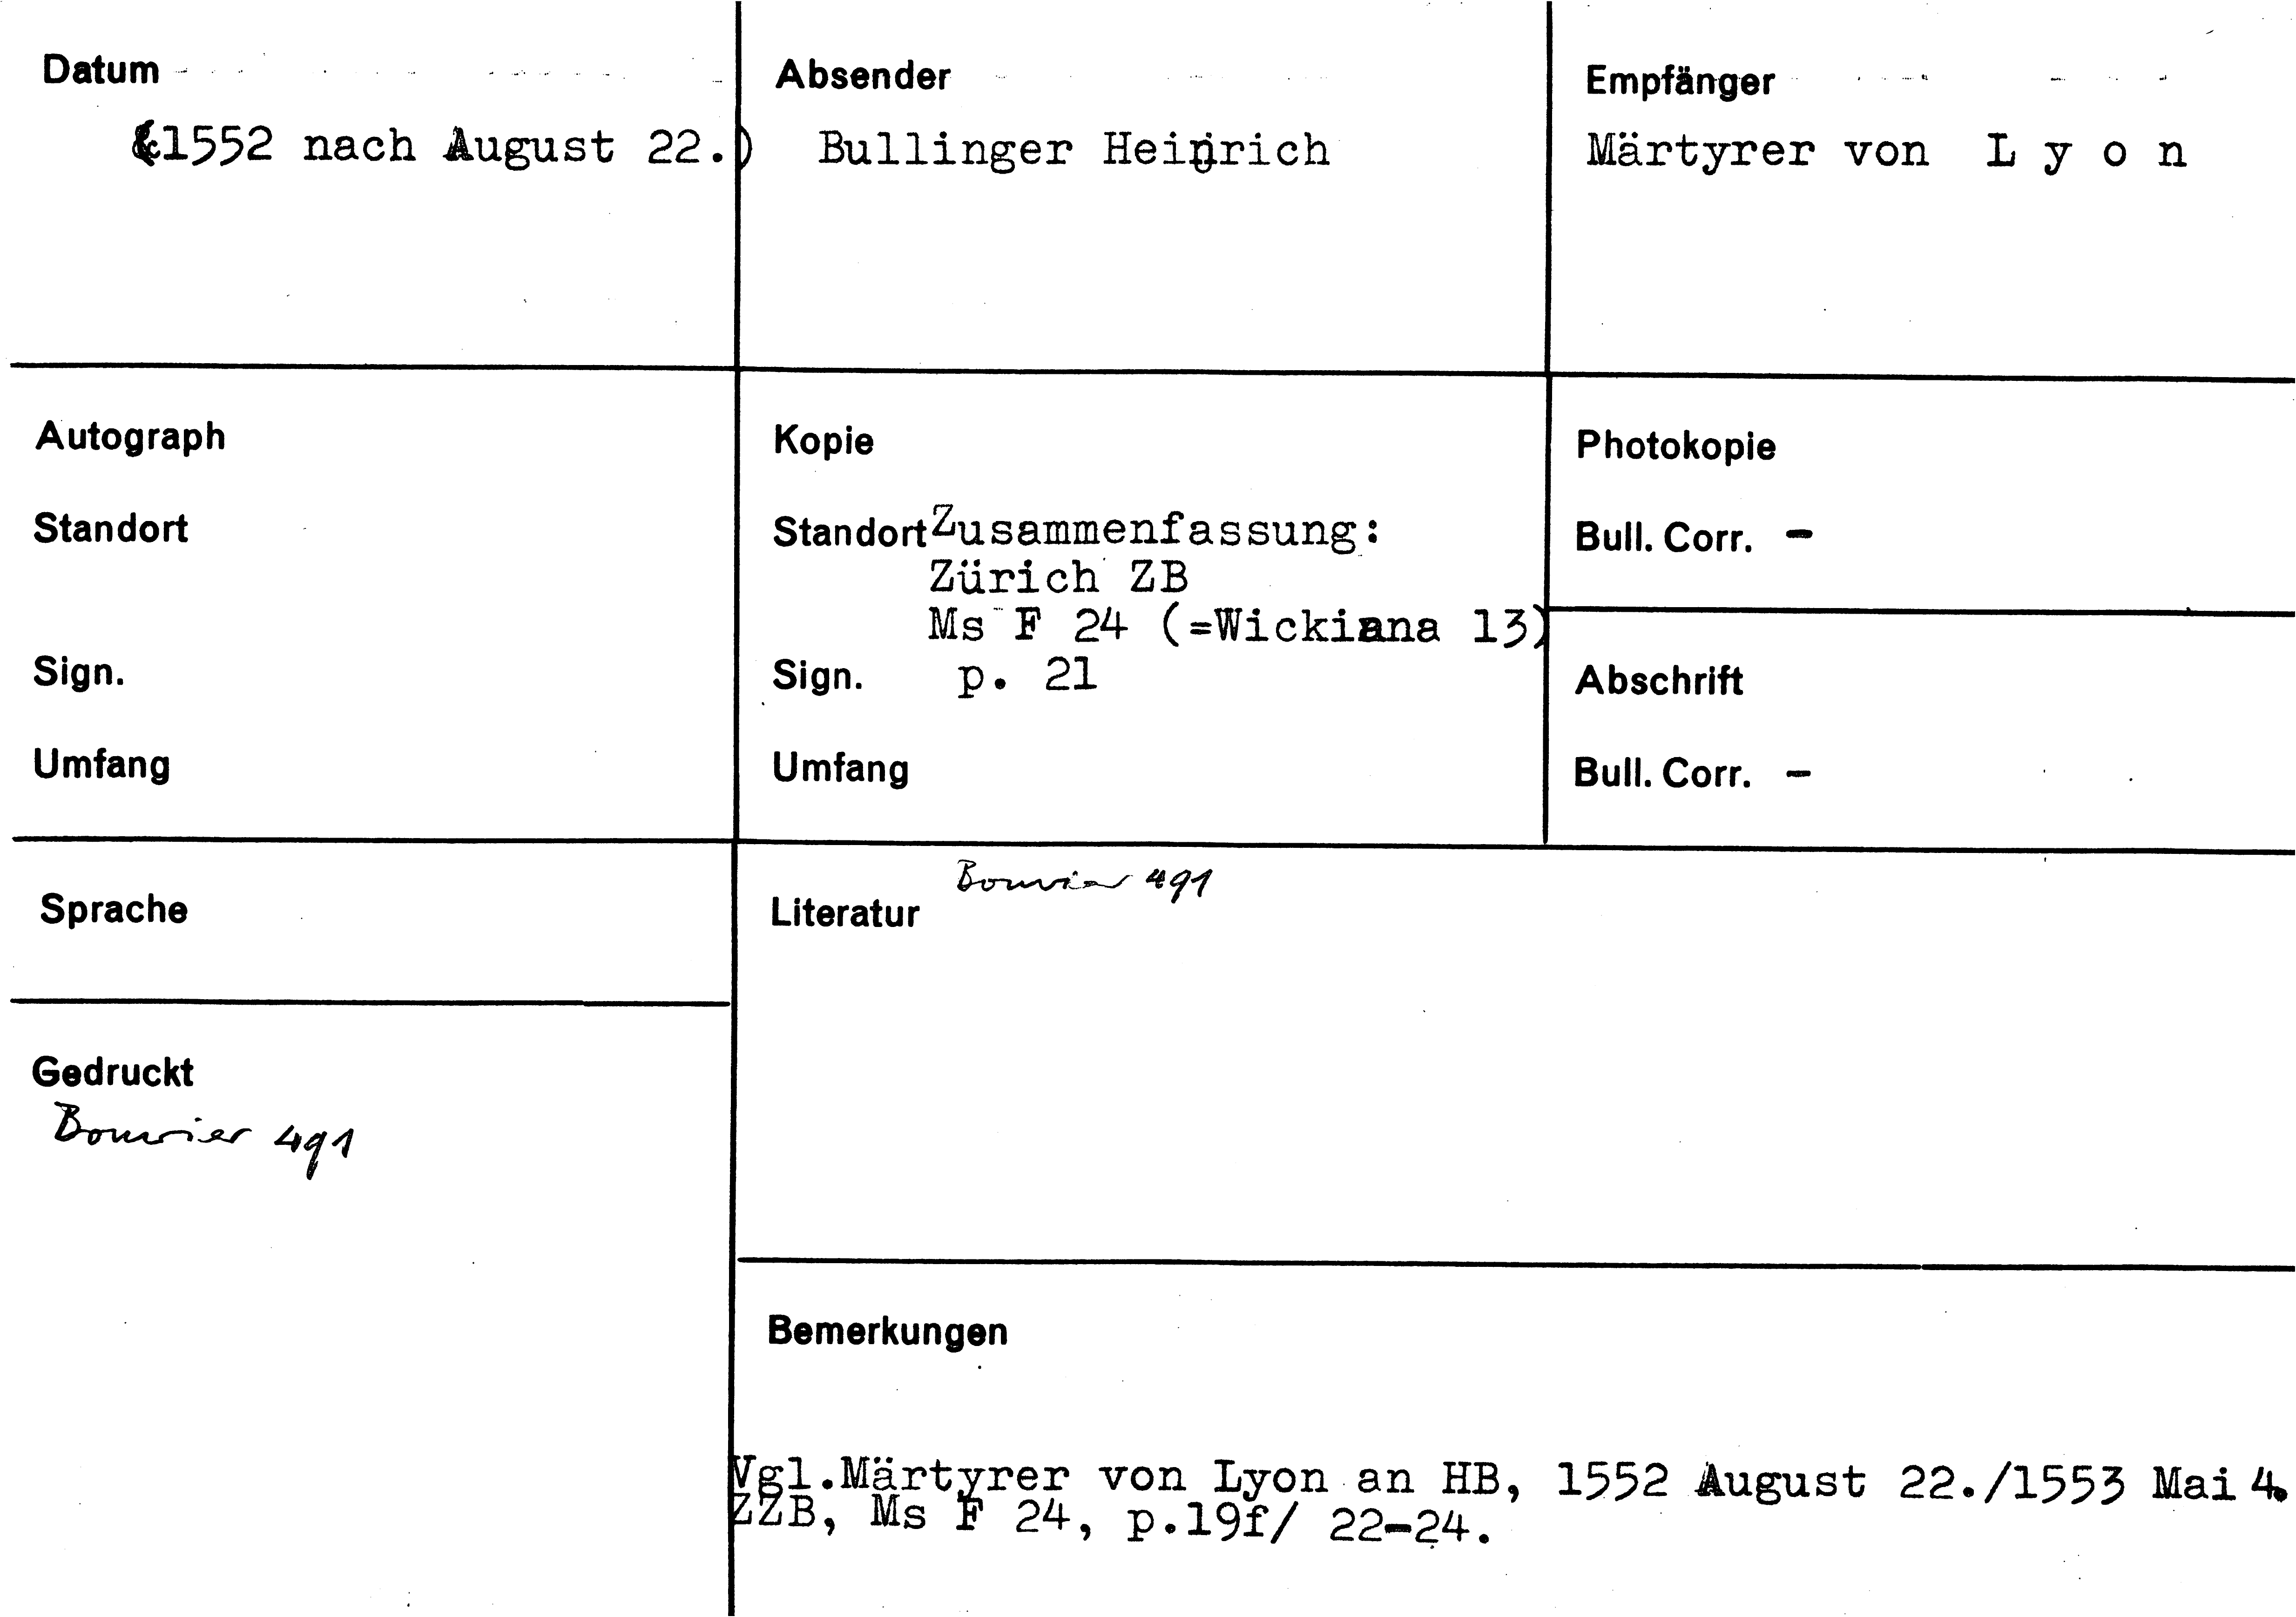 Datum
(1552 nach August 22.)
Absender
Bullinger Heinrich
Empfänger
Märtyrer von L y o n
Autograph
Standort
Sign.
Umfang
Kopie
Standort Zusammenfassung:
Zürich ZB
Ms F 24 (=Wickiana 13)
Sign. p. 21
Umfang
Photokopie
Bull. Corr. -
Abschrift
Bull. Corr. -
Sprache
Gedruckt
Bouvier 491
Bouvier 491
Literatur
Bemerkungen
Vgl.Märtyrer von Lyon an HB, 1552 August 22./1553 Mai 4.
ZZB, Ms F 24, p.19f/ 22-24.